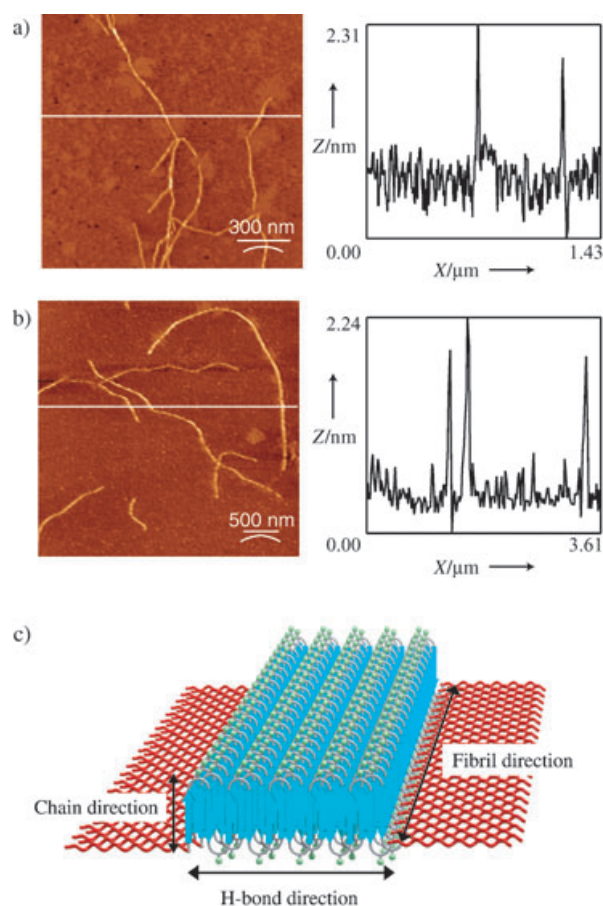 a)
300 nm
2.31
Z/nm
0.00
1.43
X/μm
b)
500 nm
2.24
Z/nm
0.00
3.61
X/μm
c)
Fibril direction
Chain direction
H-bond direction